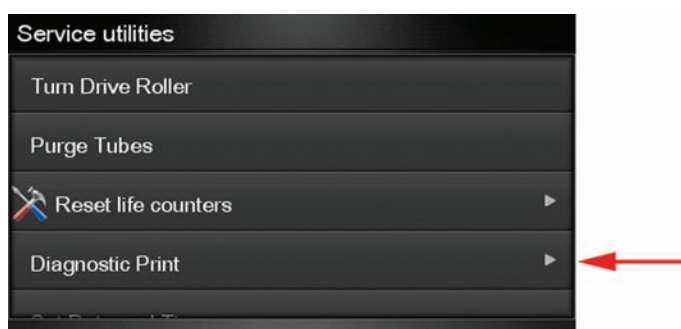 Service utilities
Turn Drive Roller
Purge Tubes
Reset life counters
Diagnostic Print